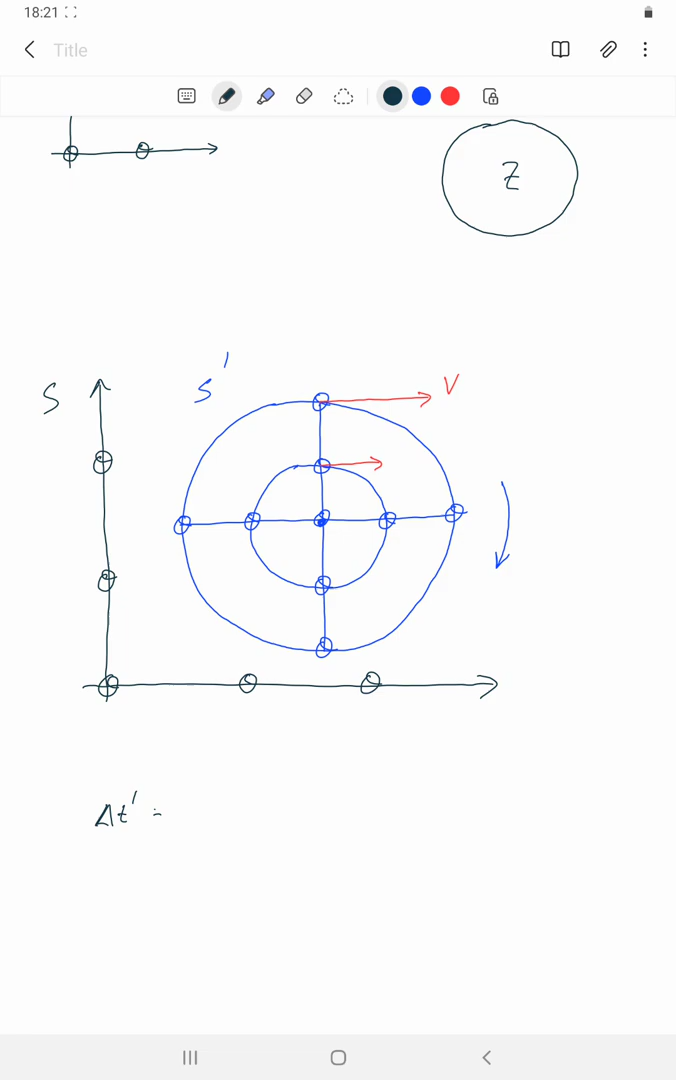 18:21
Title
Z
S
S'
V
Δt' =